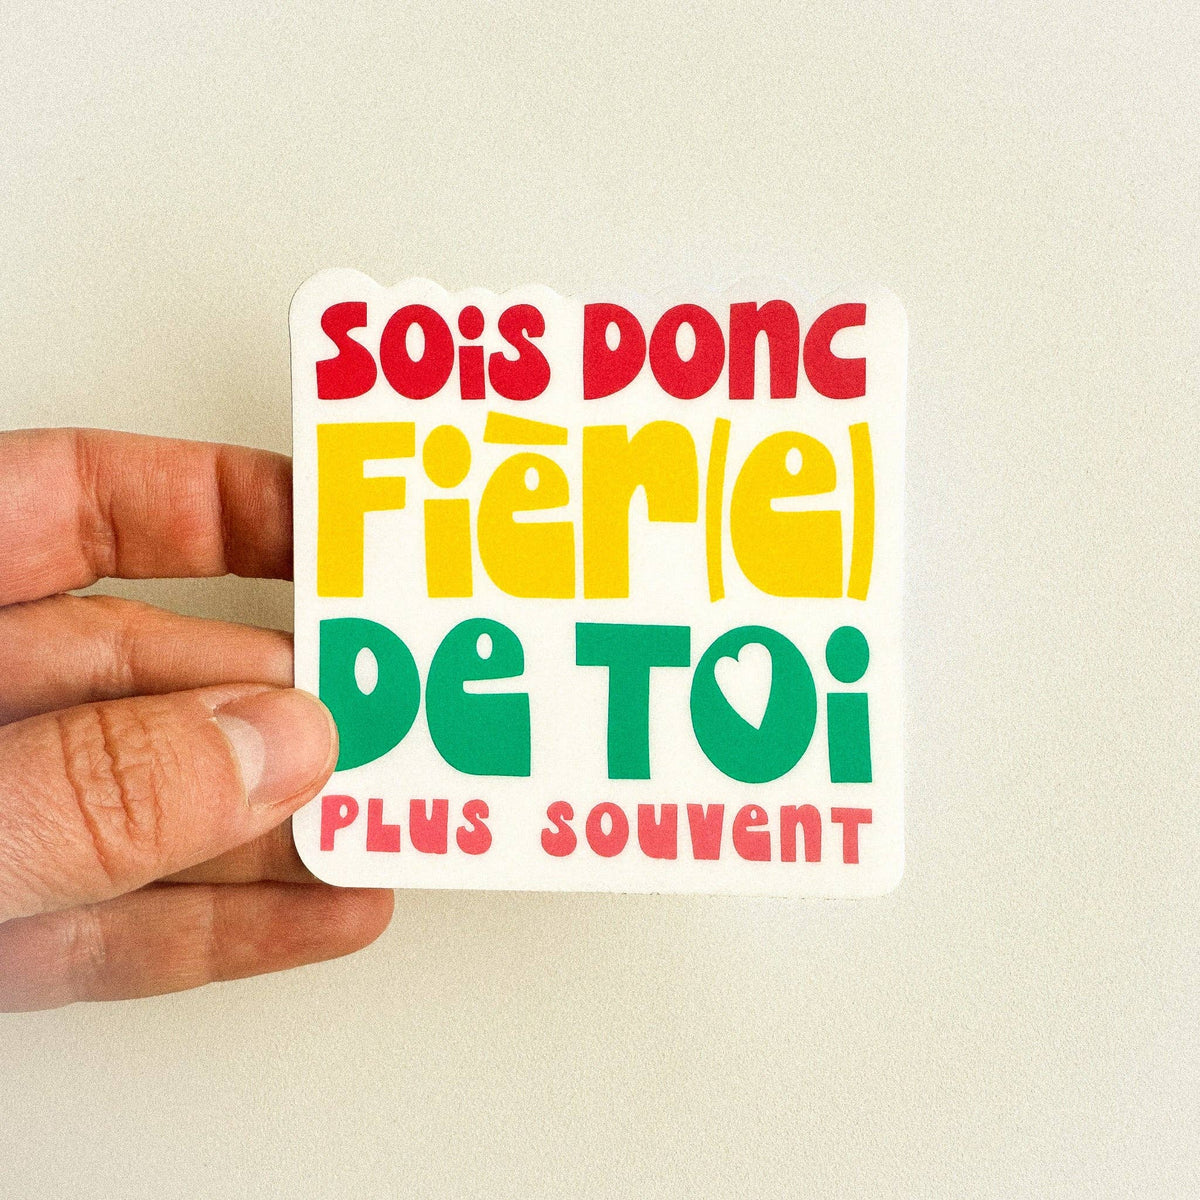 SOiS DONC
FièR(e)
De TOi
PLUS SOUVeNT